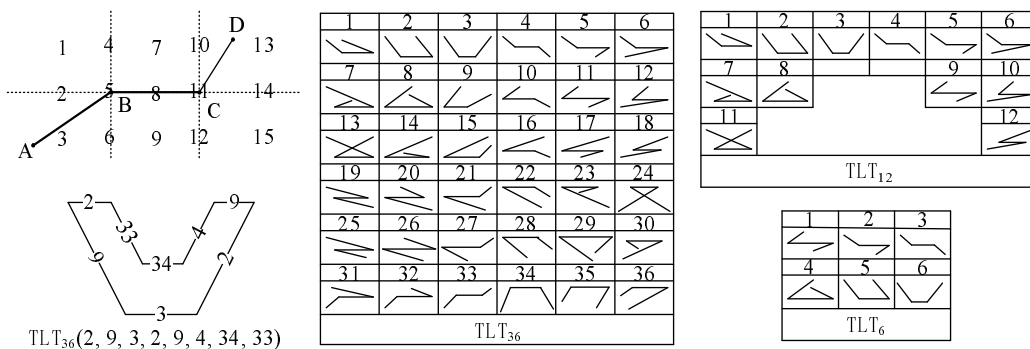 1 4 7 10 D 13
2 5 8 11 14
B C
A 3 6 9 12 15
2 9
33 4
9 34 2
3
TLT36(2, 9, 3, 2, 9, 4, 34, 33)
1 2 3 4 5 6
7 8 9 10 11 12
13 14 15 16 17 18
19 20 21 22 23 24
25 26 27 28 29 30
31 32 33 34 35 36
TLT36
1 2 3 4 5 6
7 8 9 10
11 12
TLT12
1 2 3
4 5 6
TLT6